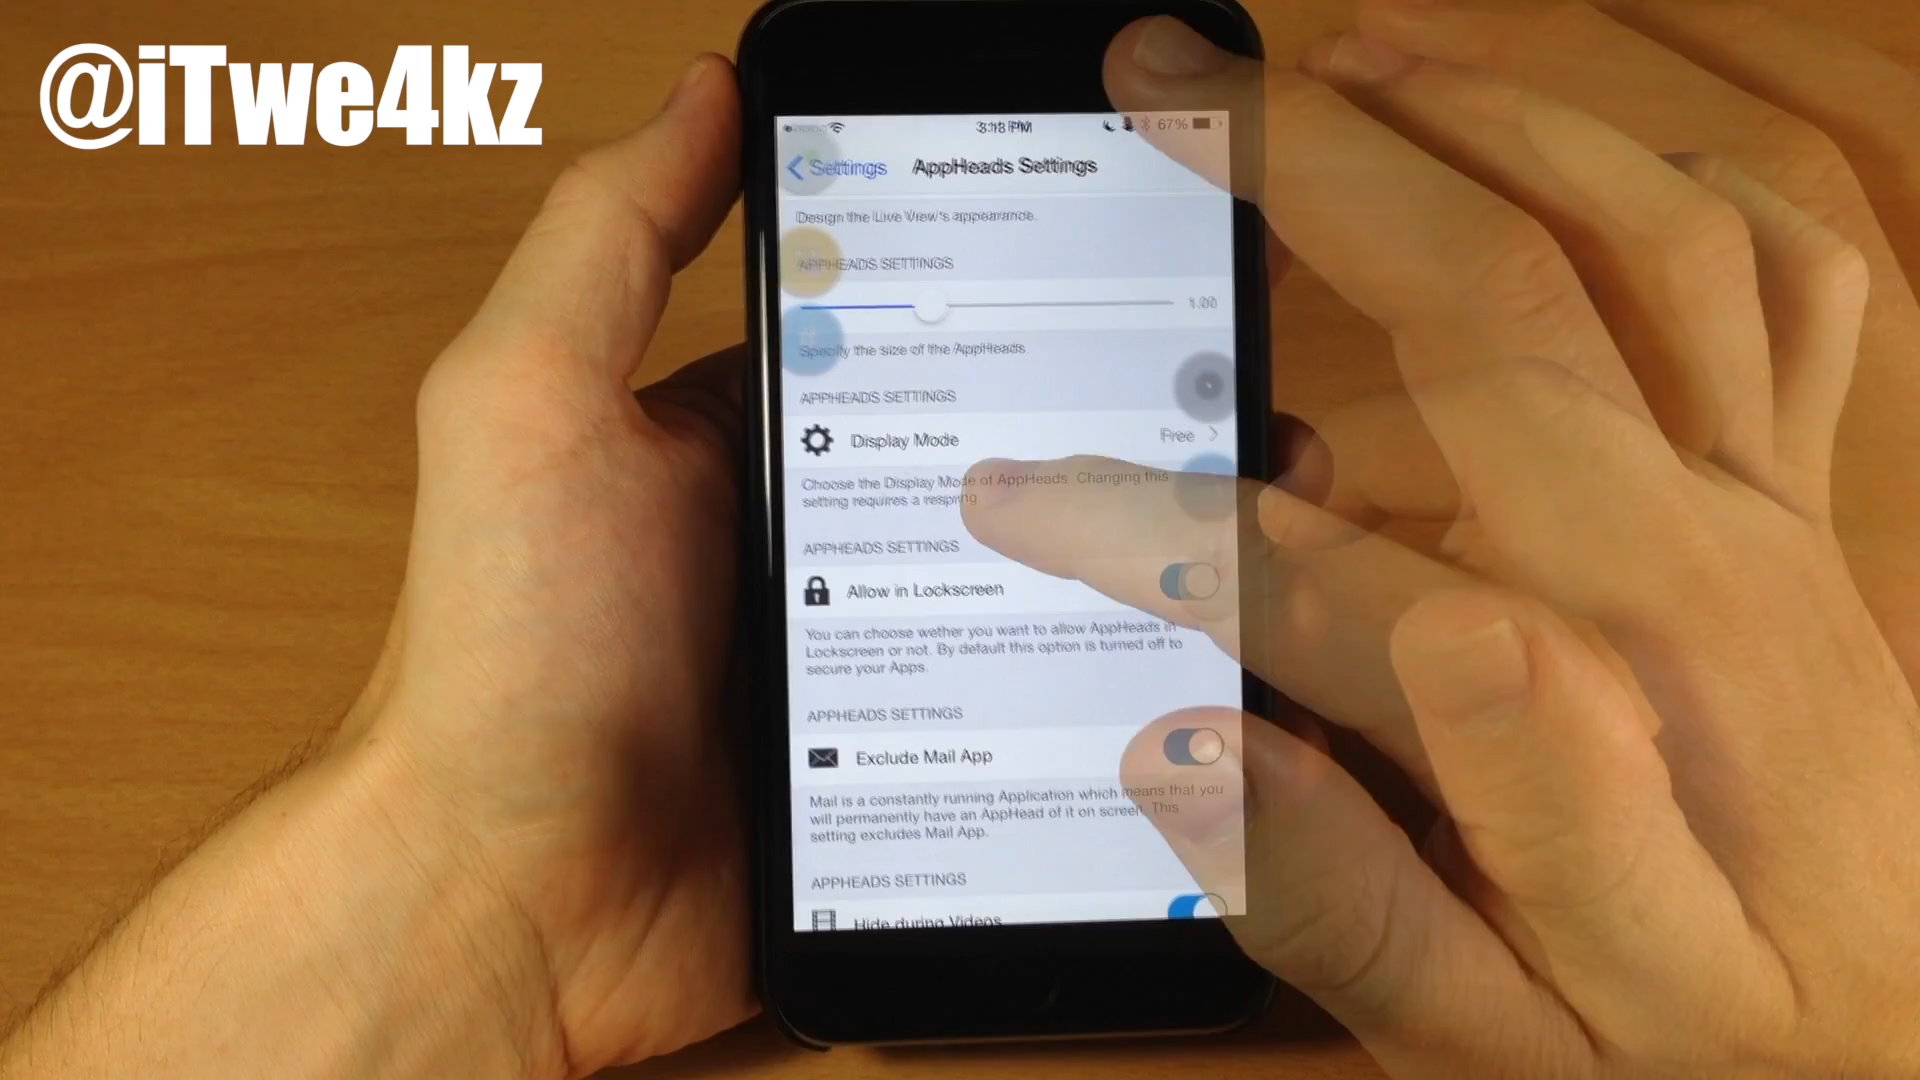 @iTwe4kz
3:13 PM
67%
Settings
AppHeads Settings
Design the Live View's appearance.
APPHEADS SETTINGS
Specify the size of the AppHeads.
APPHEADS SETTINGS
Display Mode
Free
Choose the Display Mode of AppHeads. Changing this
setting requires a respring
APPHEADS SETTINGS
Allow in Lockscreen
You can choose wether you want to allow AppHeads in
Lockscreen or not. By default this option is turned off to
secure your Apps.
APPHEADS SETTINGS
Exclude Mail App
Mail is a constantly running Application which means that you
will permanently have an AppHead of it on screen. This
setting excludes Mail App.
APPHEADS SETTINGS
Hide during Videos